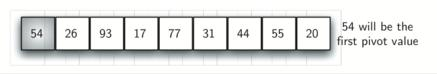 54 26 93 17 77 31 44 55 20
54 will be the
first pivot value